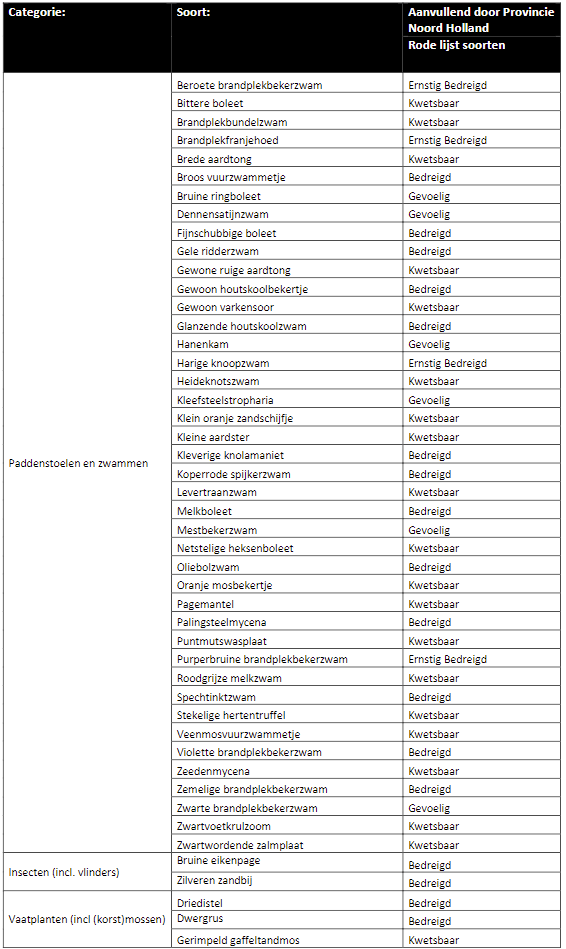 Categorie: Soort: Aanvullend door Provincie
Noord Holland
Rode lijst soorten
Beroete brandplekbekerzwam Ernstig Bedreigd
Bittere boleet Kwetsbaar
Brandplekbundelzwam Kwetsbaar
Brandplekfranjehoed Ernstig Bedreigd
Brede aardtong Kwetsbaar
Broos vuurzwammetje Bedreigd
Bruine ringboleet Gevoelig
Dennensatijnzwam Gevoelig
Fijnschubbige boleet Bedreigd
Gele ridderzwam Bedreigd
Gewone ruige aardtong Kwetsbaar
Gewoon houtskoolbekertje Bedreigd
Gewoon varkensoor Kwetsbaar
Glanzende houtskoolzwam Bedreigd
Hanenkam Gevoelig
Harige knoopzwam Ernstig Bedreigd
Heideknotszwam Kwetsbaar
Kleefsteelstropharia Gevoelig
Klein oranje zandschijfje Kwetsbaar
Kleine aardster Kwetsbaar
Kleverige knolamaniet Bedreigd
Koperrode spijkerzwam Bedreigd
Paddenstoelen en zwammen
Levertraanzwam Kwetsbaar
Melkboleet Bedreigd
Mestbekerzwam Gevoelig
Netstelige heksenboleet Kwetsbaar
Oliebolzwam Bedreigd
Oranje mosbekertje Kwetsbaar
Pagemantel Kwetsbaar
Palingsteelmycena Bedreigd
Puntmutswasplaat Kwetsbaar
Purperbruine brandplekbekerzwam Ernstig Bedreigd
Roodgrijze melkzwam Kwetsbaar
Spechtinktzwam Bedreigd
Stekelige hertentruffel Kwetsbaar
Veenmosvuurzwammetje Kwetsbaar
Violette brandplekbekerzwam Bedreigd
Zeedenmycena Kwetsbaar
Zemelige brandplekbekerzwam Bedreigd
Zwarte brandplekbekerzwam Gevoelig
Zwartvoetkrulzoom Kwetsbaar
Zwartwordende zalmplaat Kwetsbaar
Insecten (incl. vlinders)
Bruine eikenpage Bedreigd
Zilveren zandbij Bedreigd
Vaatplanten (incl (korst)mossen)
Driedistel Bedreigd
Dwergrus Bedreigd
Gerimpeld gaffeltandmos Kwetsbaar